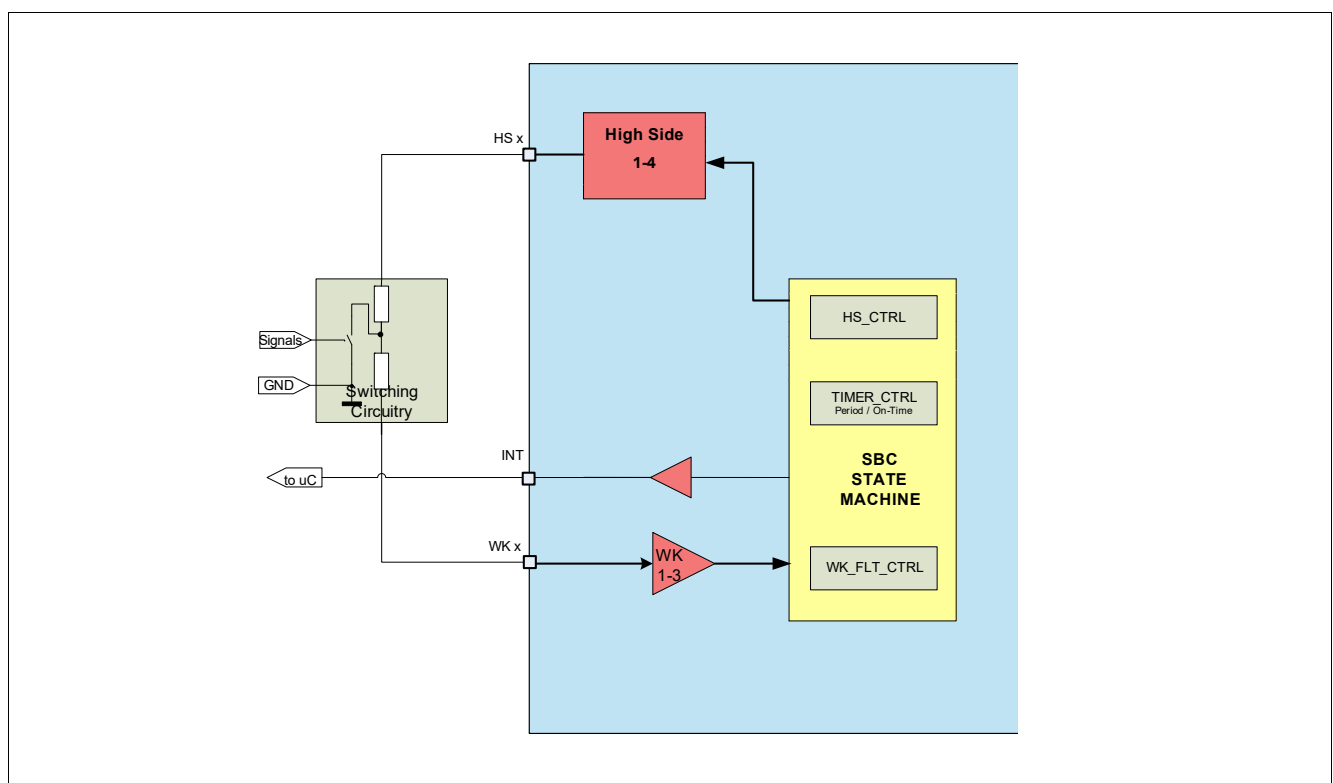 HS x
High Side
1-4
HS_CTRL
Signals
GND
Switching
Circuitry
TIMER_CTRL
Period / On-Time
SBC
STATE
MACHINE
INT
to uC
WK x
WK
1-3
WK_FLT_CTRL